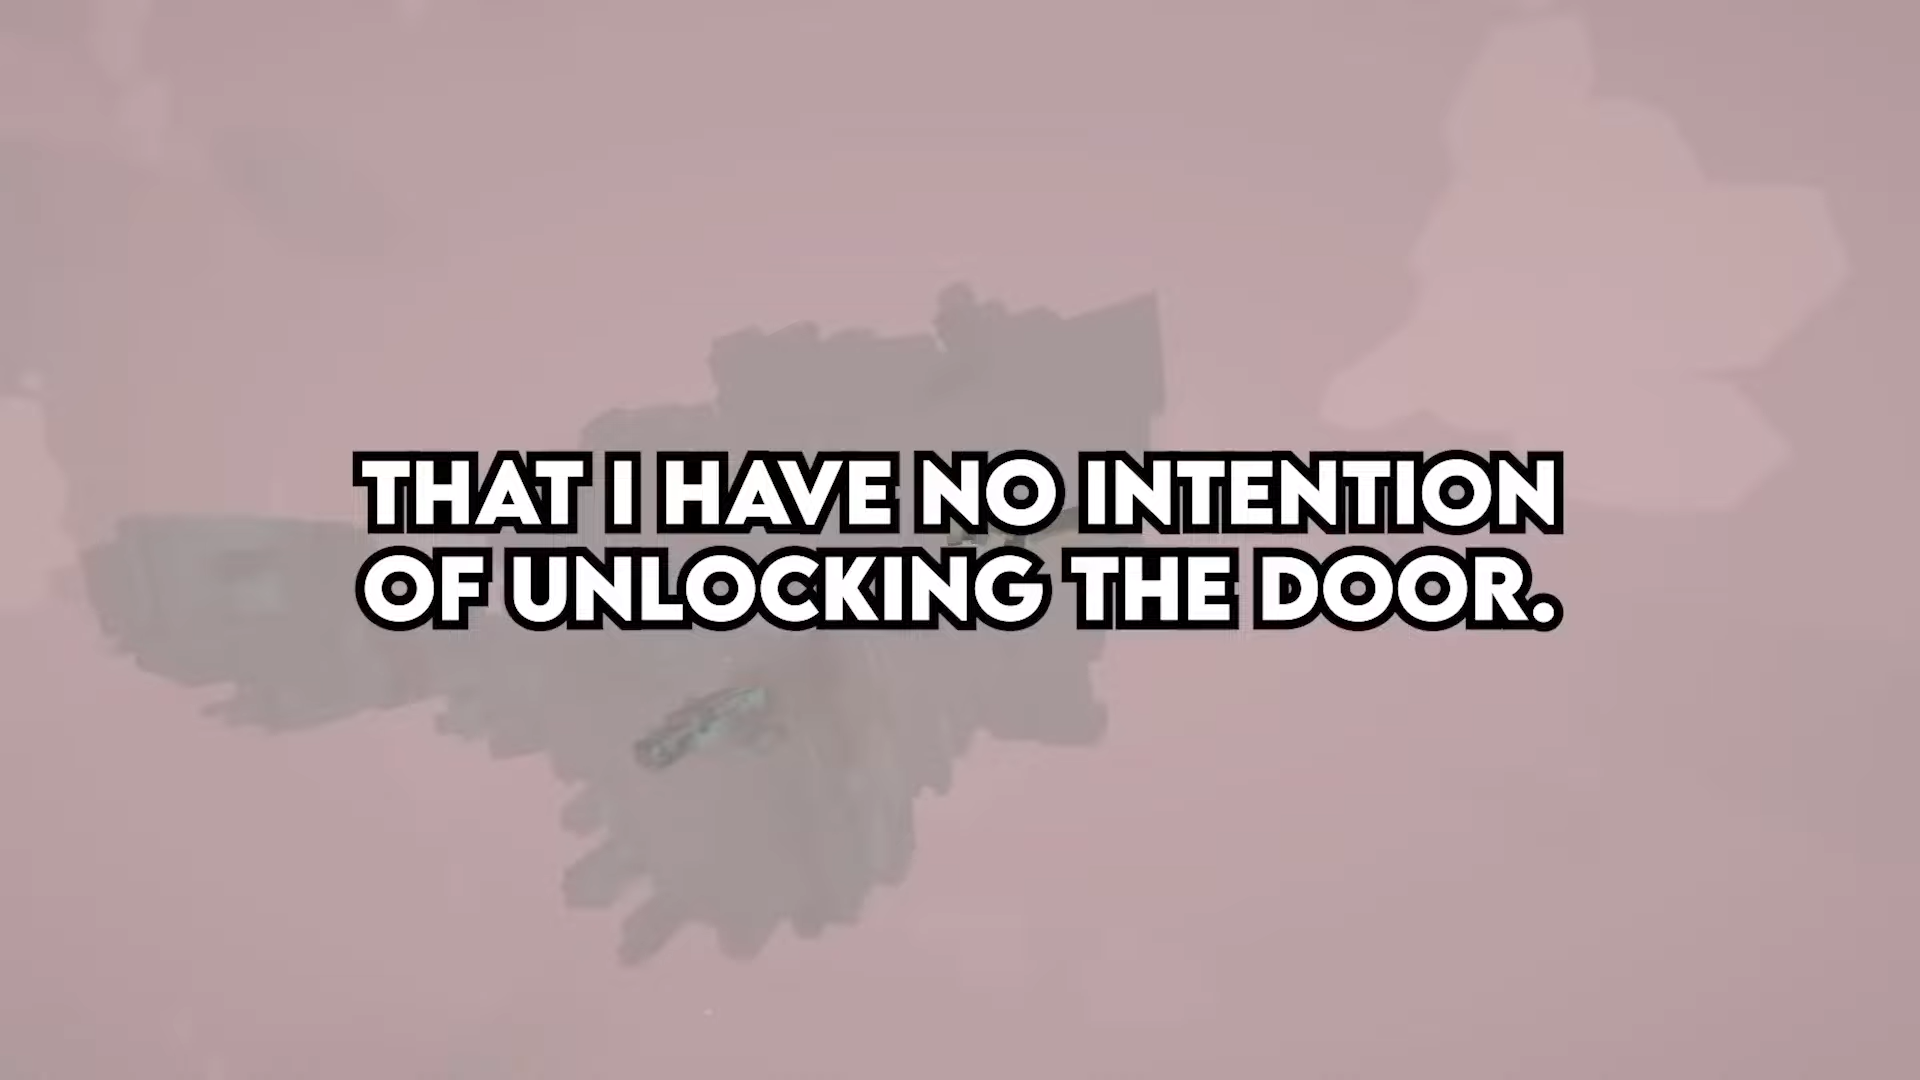 THAT I HAVE NO INTENTION
OF UNLOCKING THE DOOR.